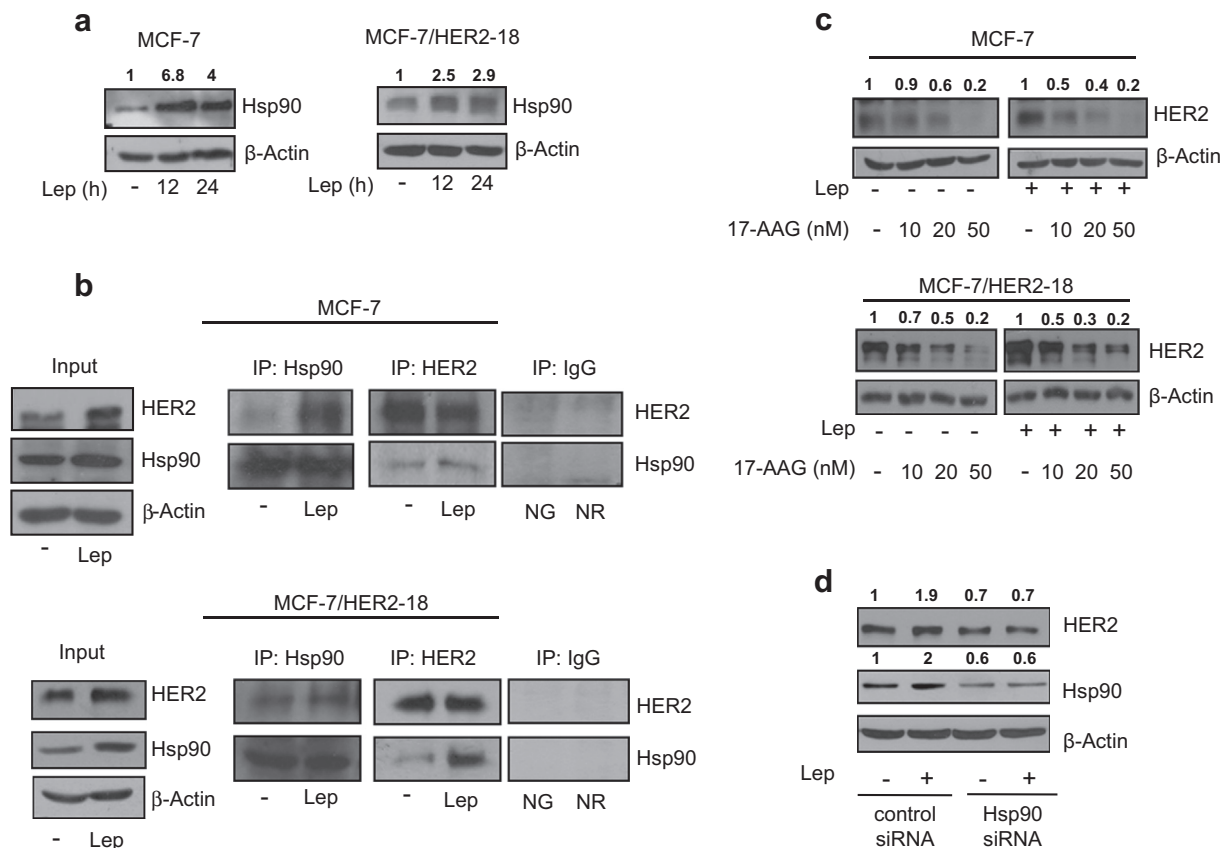 a
MCF-7
1 6.8 4
Hsp90
β-Actin
Lep (h) - 12 24
MCF-7/HER2-18
1 2.5 2.9
Hsp90
β-Actin
Lep (h) - 12 24
b
MCF-7
Input
IP: Hsp90 IP: HER2 IP: IgG
HER2 HER2
Hsp90 Hsp90
β-Actin
- Lep - Lep NG NR
- Lep
MCF-7/HER2-18
Input
IP: Hsp90 IP: HER2 IP: IgG
HER2 HER2
Hsp90 Hsp90
β-Actin
- Lep - Lep NG NR
- Lep
c
MCF-7
1 0.9 0.6 0.2 1 0.5 0.4 0.2
HER2
β-Actin
Lep - - - - + + + +
17-AAG (nM) - 10 20 50 - 10 20 50
MCF-7/HER2-18
1 0.7 0.5 0.2 1 0.5 0.3 0.2
HER2
β-Actin
Lep - - - - + + + +
17-AAG (nM) - 10 20 50 - 10 20 50
d
1 1.9 0.7 0.7
HER2
1 2 0.6 0.6
Hsp90
β-Actin
Lep - + - +
control Hsp90
siRNA siRNA